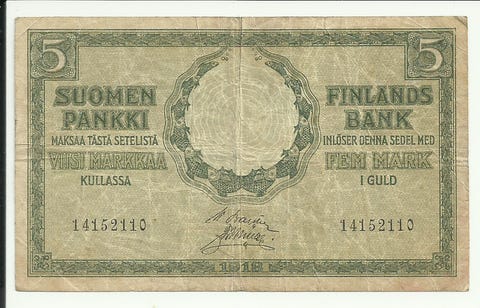 5 5
SUOMEN PANKKI
MAKSAA TÄSTÄ SETELISTÄ
VIISI MARKKAA
KULLASSA
14152110
FINLANDS BANK
INLÖSER DENNA SEDEL MED
FEM MARK
I GULD
14152110